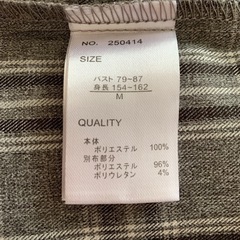 NO. 250414
SIZE
バスト 79~87
身長 154~162
M
QUALITY
本体
ポリエステル 100%
別布部分
ポリエステル 96%
ポリウレタン 4%